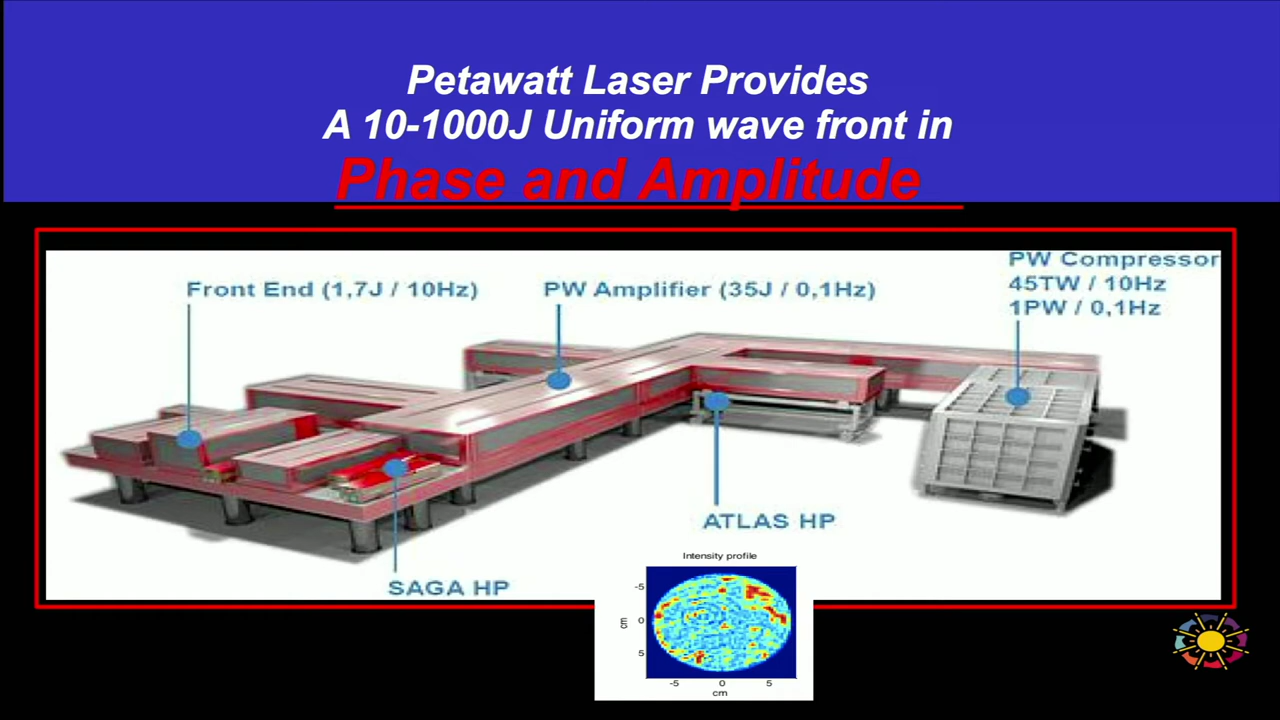 Petawatt Laser Provides
A 10-1000J Uniform wave front in
Phase and Amplitude
PW Compressor
45TW / 10Hz
1PW / 0,1Hz
Front End (1,7J / 10Hz)
PW Amplifier (35J / 0,1Hz)
ATLAS HP
SAGA HP
Intensity profile
-5
0
5
cm
-5 0 5
cm